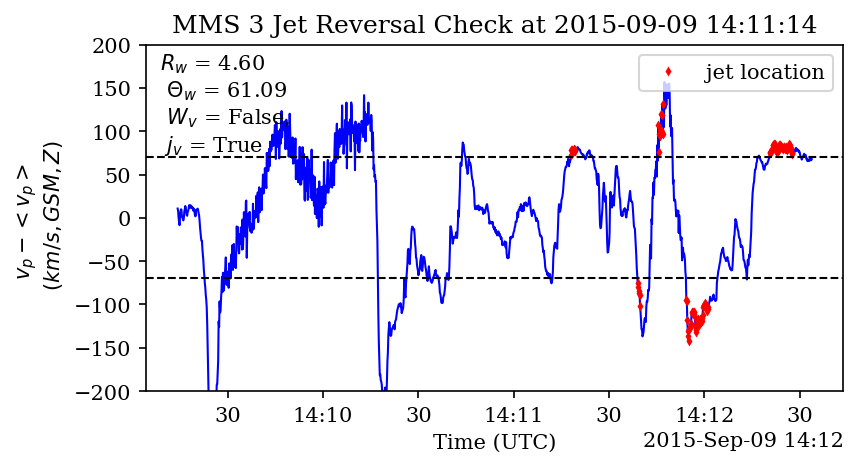 MMS 3 Jet Reversal Check at 2015-09-09 14:11:14
200
150
100
50
0
−50
−100
−150
−200
v_p − < v_p >
(km/s, GSM, Z)
R_w = 4.60
Θ_w = 61.09
W_v = False,
j_v = True
jet location
30 14:10 30 14:11 30 14:12 30
Time (UTC)
2015-Sep-09 14:12